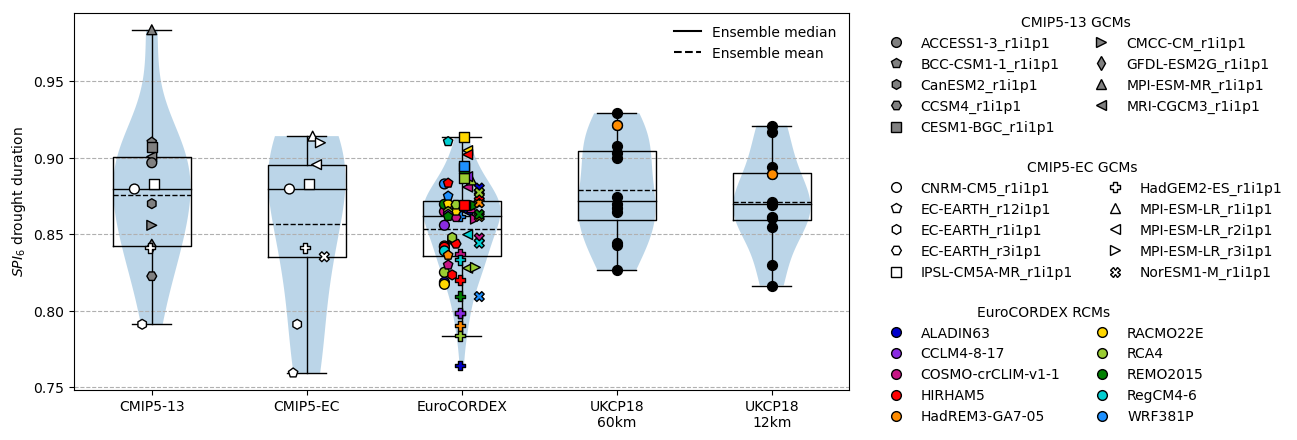 SPI6 drought duration
0.95
0.90
0.85
0.80
0.75
Ensemble median
Ensemble mean
CMIP5-13
CMIP5-EC
EuroCORDEX
UKCP18
60km
UKCP18
12km
CMIP5-13 GCMs
ACCESS1-3_r1i1p1
BCC-CSM1-1_r1i1p1
CanESM2_r1i1p1
CCSM4_r1i1p1
CESM1-BGC_r1i1p1
CMCC-CM_r1i1p1
GFDL-ESM2G_r1i1p1
MPI-ESM-MR_r1i1p1
MRI-CGCM3_r1i1p1
CMIP5-EC GCMs
CNRM-CM5_r1i1p1
EC-EARTH_r12i1p1
EC-EARTH_r1i1p1
EC-EARTH_r3i1p1
IPSL-CM5A-MR_r1i1p1
HadGEM2-ES_r1i1p1
MPI-ESM-LR_r1i1p1
MPI-ESM-LR_r2i1p1
MPI-ESM-LR_r3i1p1
NorESM1-M_r1i1p1
EuroCORDEX RCMs
ALADIN63
CCLM4-8-17
COSMO-crCLIM-v1-1
HIRHAM5
HadREM3-GA7-05
RACMO22E
RCA4
REMO2015
RegCM4-6
WRF381P